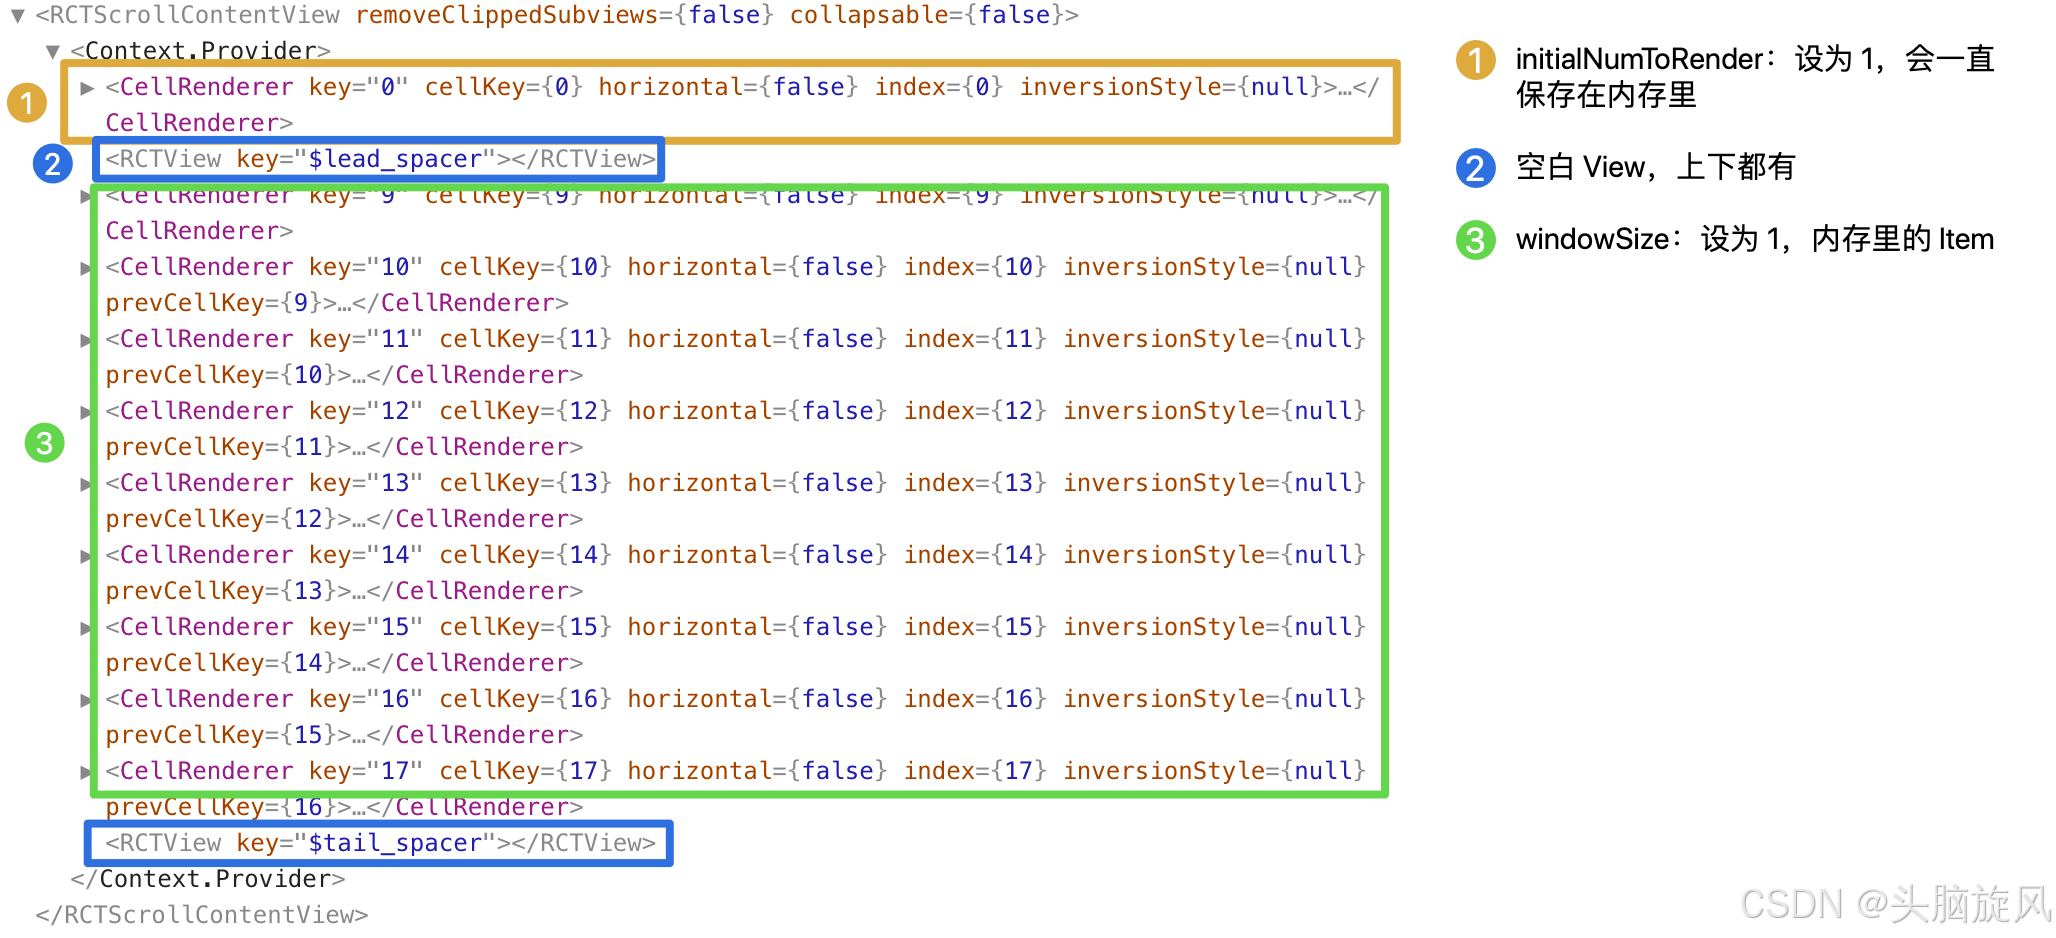 ▼ <RCTScrollContentView removeClippedSubviews={false} collapsable={false}>
▼ <Context.Provider>
1
▶ <CellRenderer key="0" cellKey={0} horizontal={false} index={0} inversionStyle={null}>…</
CellRenderer>
2
<RCTView key="$lead_spacer"></RCTView>
▶ <CellRenderer key="9" cellKey={9} horizontal={false} index={9} inversionStyle={null}>…</
CellRenderer>
▶ <CellRenderer key="10" cellKey={10} horizontal={false} index={10} inversionStyle={null}
prevCellKey={9}>…</CellRenderer>
▶ <CellRenderer key="11" cellKey={11} horizontal={false} index={11} inversionStyle={null}
prevCellKey={10}>…</CellRenderer>
▶ <CellRenderer key="12" cellKey={12} horizontal={false} index={12} inversionStyle={null}
prevCellKey={11}>…</CellRenderer>
3
▶ <CellRenderer key="13" cellKey={13} horizontal={false} index={13} inversionStyle={null}
prevCellKey={12}>…</CellRenderer>
▶ <CellRenderer key="14" cellKey={14} horizontal={false} index={14} inversionStyle={null}
prevCellKey={13}>…</CellRenderer>
▶ <CellRenderer key="15" cellKey={15} horizontal={false} index={15} inversionStyle={null}
prevCellKey={14}>…</CellRenderer>
▶ <CellRenderer key="16" cellKey={16} horizontal={false} index={16} inversionStyle={null}
prevCellKey={15}>…</CellRenderer>
▶ <CellRenderer key="17" cellKey={17} horizontal={false} index={17} inversionStyle={null}
prevCellKey={16}>…</CellRenderer>
<RCTView key="$tail_spacer"></RCTView>
</Context.Provider>
</RCTScrollContentView>
1 initialNumToRender：设为 1，会一直
保存在内存里
2 空白 View，上下都有
3 windowSize：设为 1，内存里的 Item
CSDN @头脑旋风